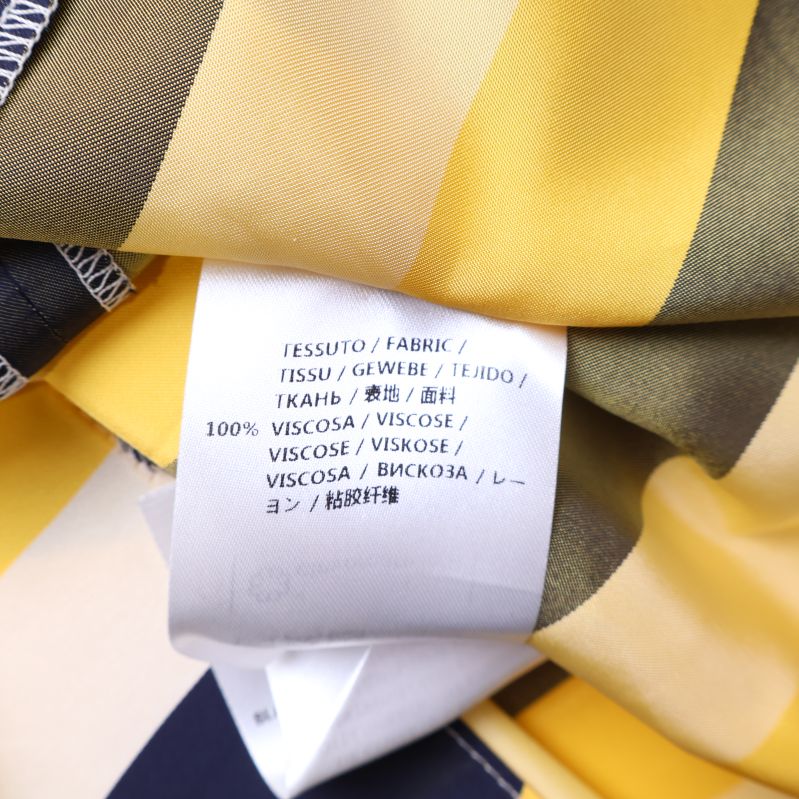 TESSUTO / FABRIC /
TISSU / GEWEBE / TEJIDO /
ТКАНЬ / 表地 / 面料
100% VISCOSA / VISCOSE /
VISCOSE / VISKOSE /
VISCOSA / ВИСКОЗА / レー
ヨン / 粘胶纤维